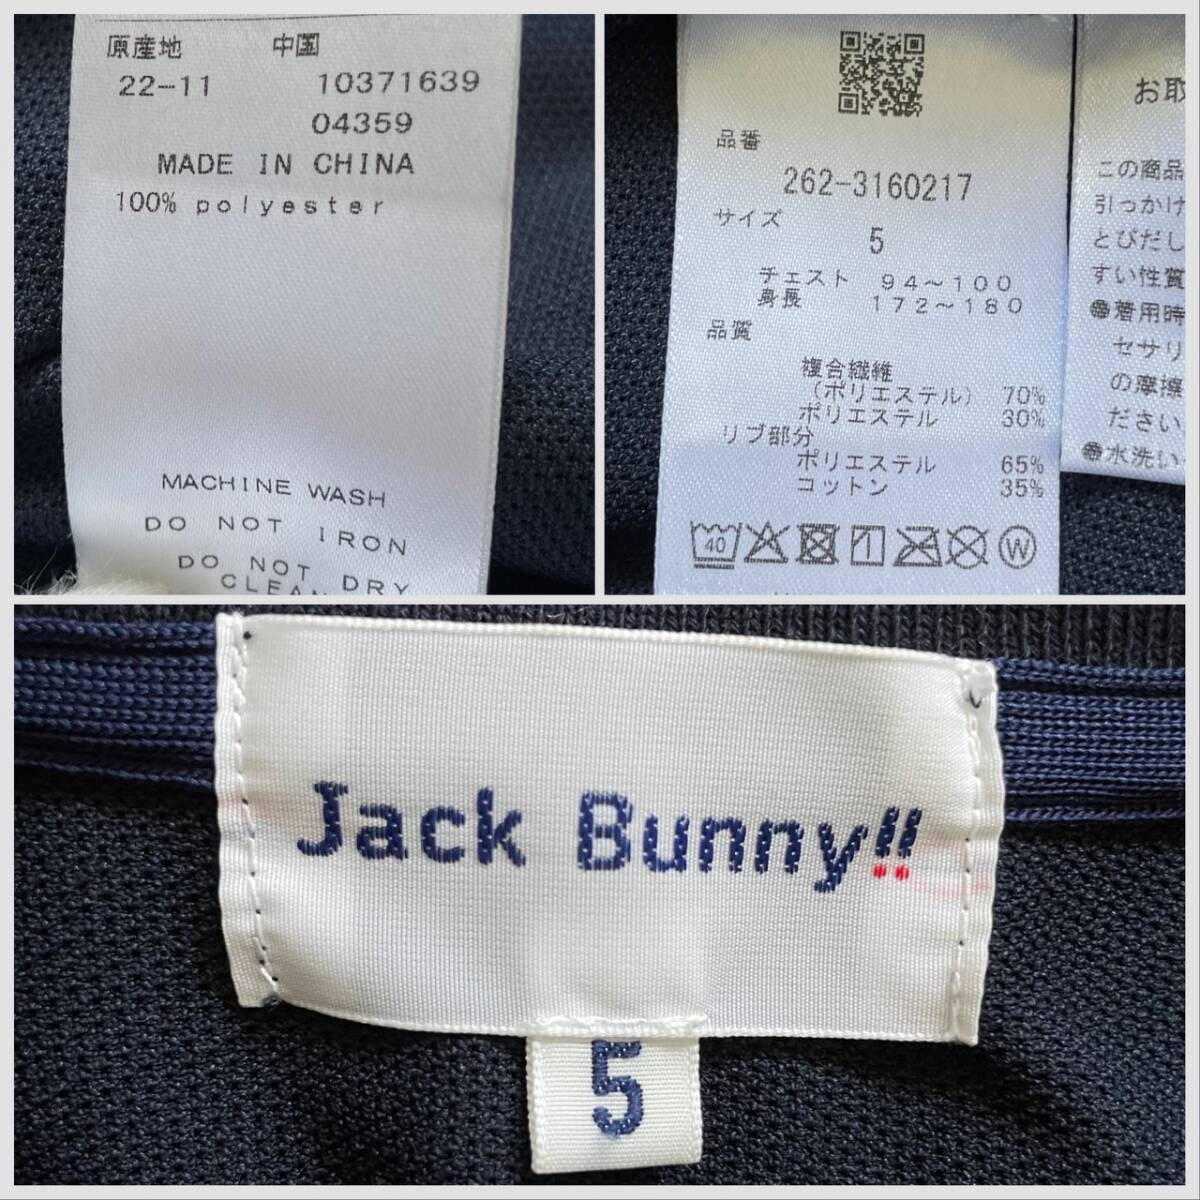 原産地 中国
22-11 10371639
04359
MADE IN CHINA
100% polyester
MACHINE WASH
DO NOT IRON
DO NOT DRY
CLEAN
品番
262-3160217
サイズ
5
チェスト 94～100
身長 172～180
品質
複合繊維
(ポリエステル) 70%
ポリエステル 30%
リブ部分
ポリエステル 65%
コットン 35%
40
W
お取
この商品
引っかけ
とびだし
すい性質
●着用時
セサリ
の摩擦
ださい
●水洗い
Jack Bunny!!
5